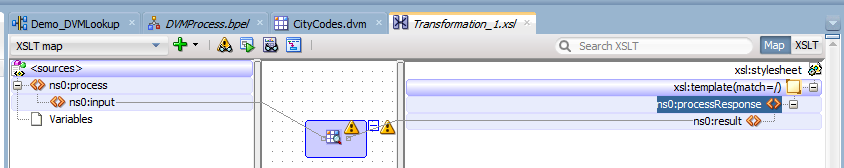 Demo_DVMLookup DVMProcess.bpel CityCodes.dvm Transformation_1.xsl
XSLT map Search XSLT Map XSLT
<sources> xsl:stylesheet
ns0:process xsl:template(match=/)
ns0:input ns0:processResponse
Variables ns0:result